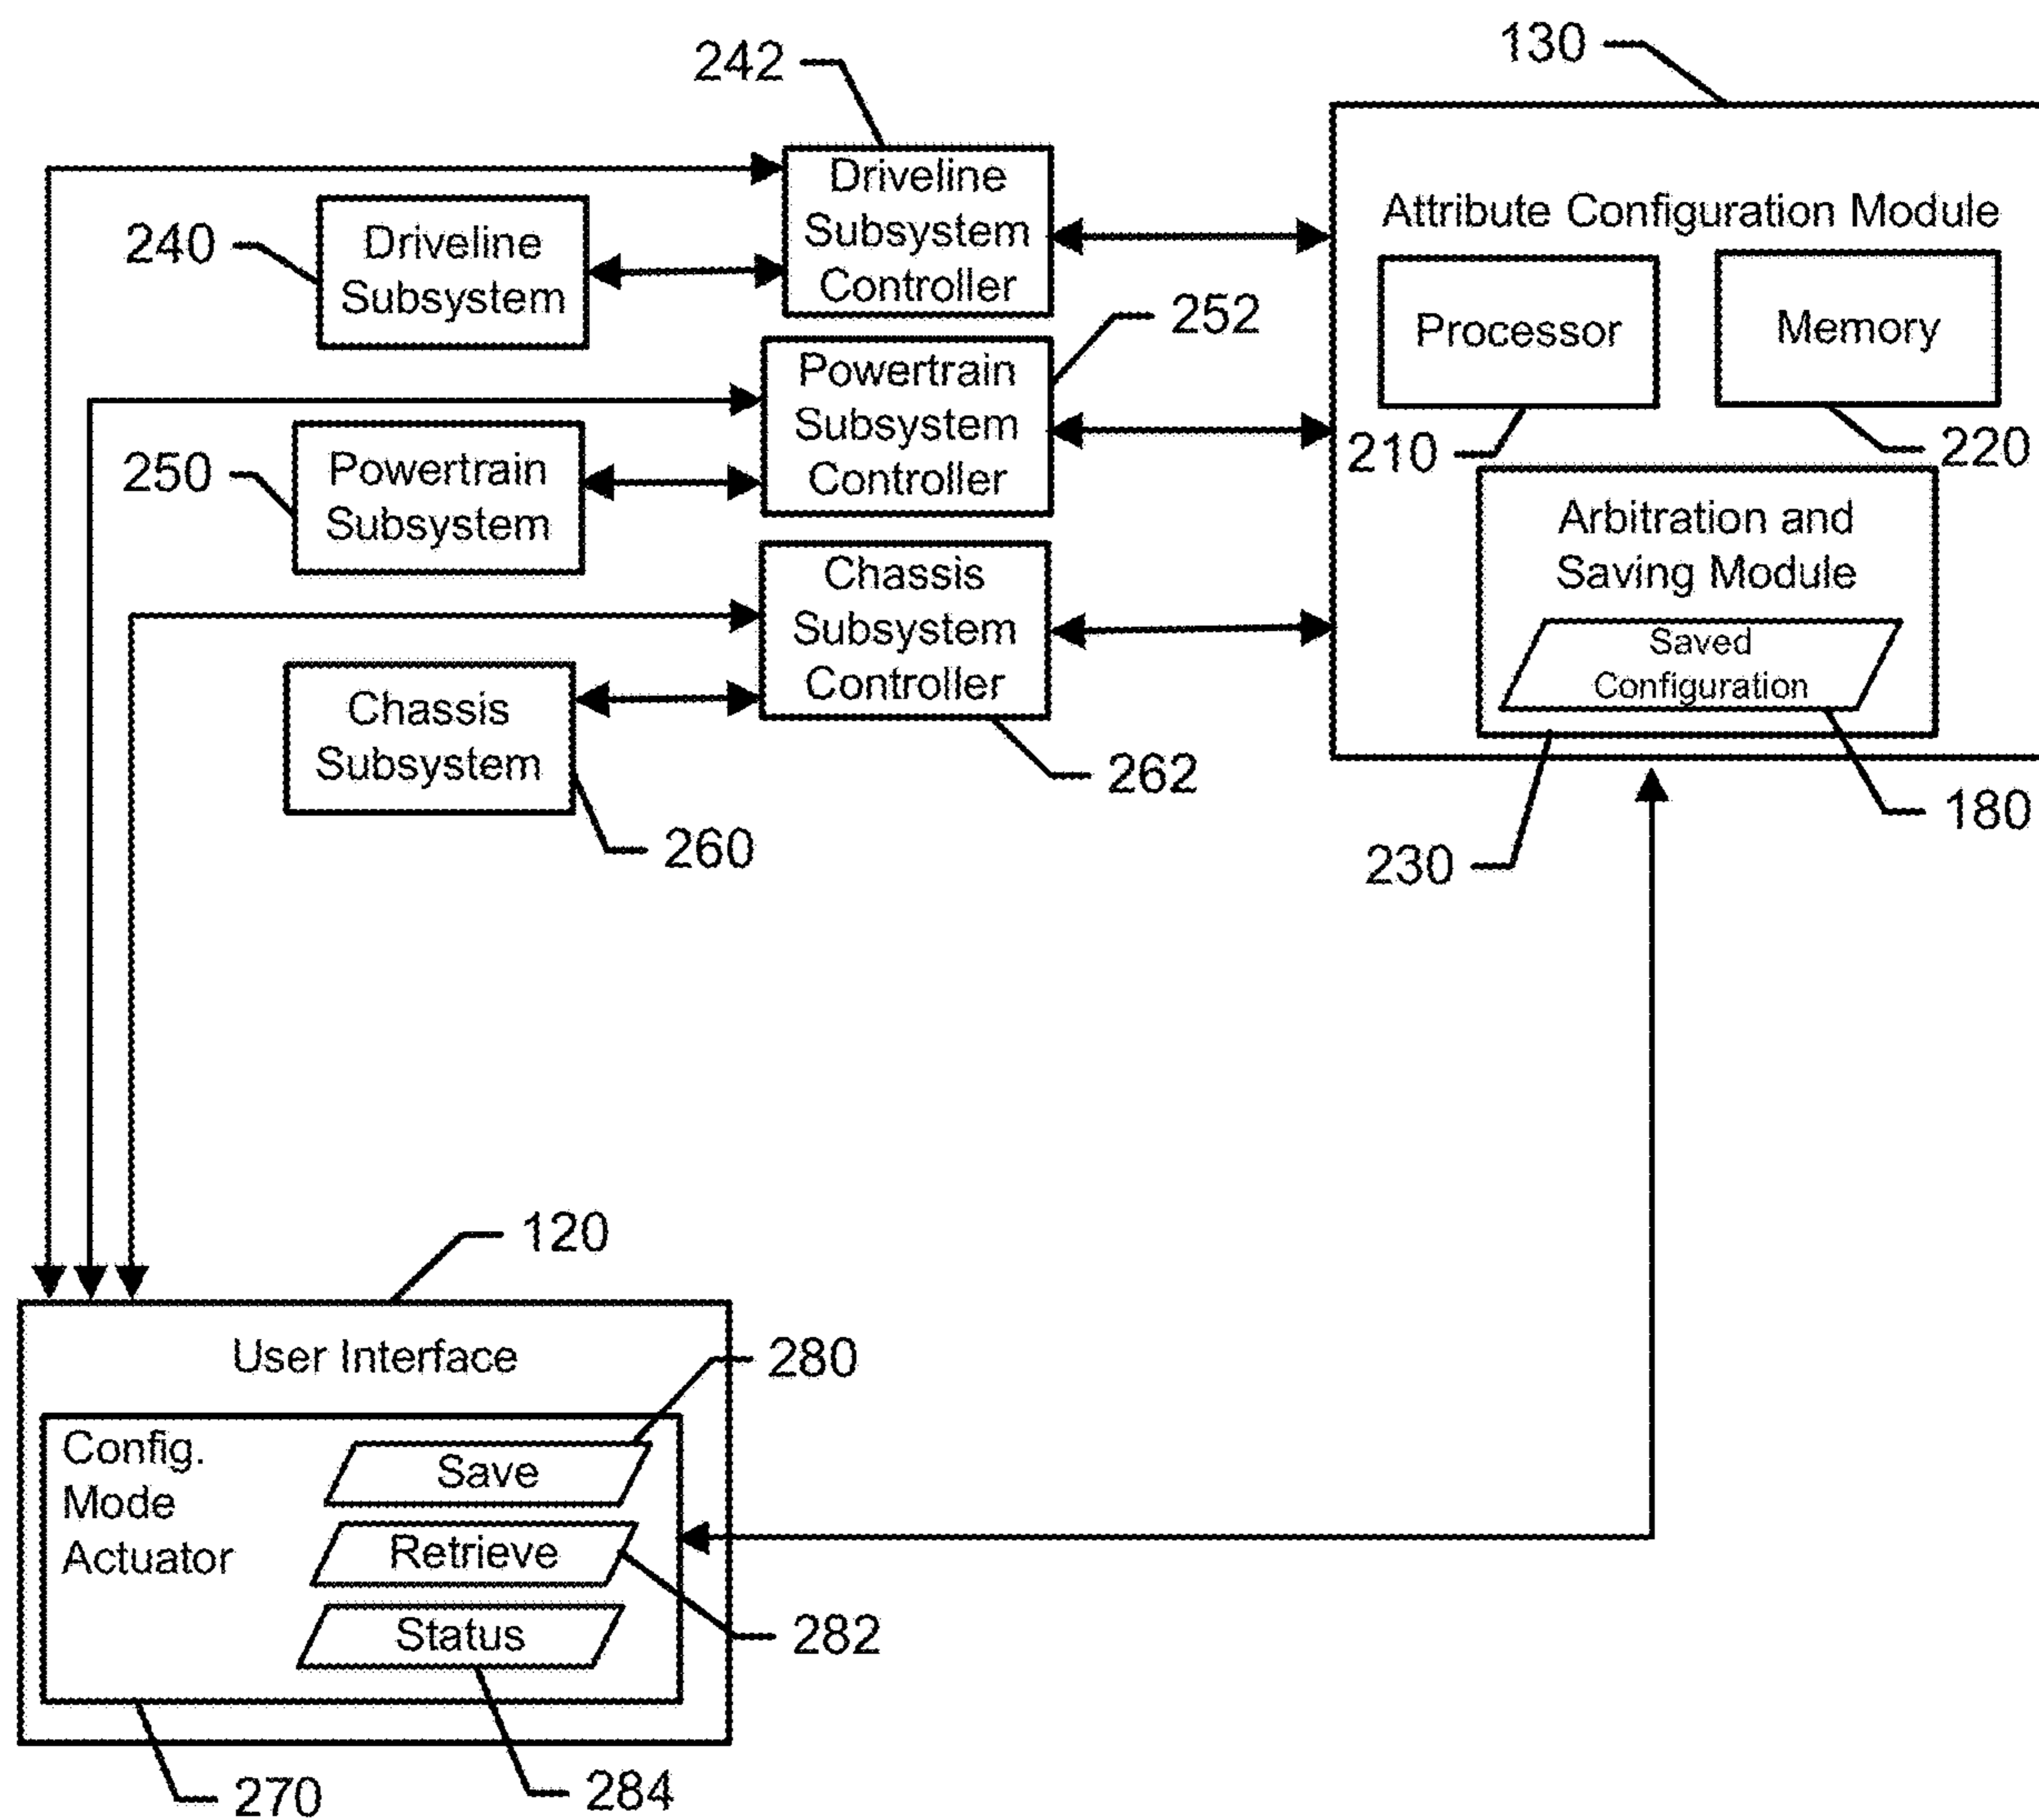 130
242
Driveline
Subsystem
Controller
Attribute Configuration Module
240
Driveline
Subsystem
252
Processor
Memory
Powertrain
Subsystem
Controller
210
220
250
Powertrain
Subsystem
Arbitration and
Saving Module
Chassis
Subsystem
Controller
Saved
Configuration
Chassis
Subsystem
262
180
260
230
120
User Interface
280
Config.
Mode
Actuator
Save
Retrieve
Status
282
270
284